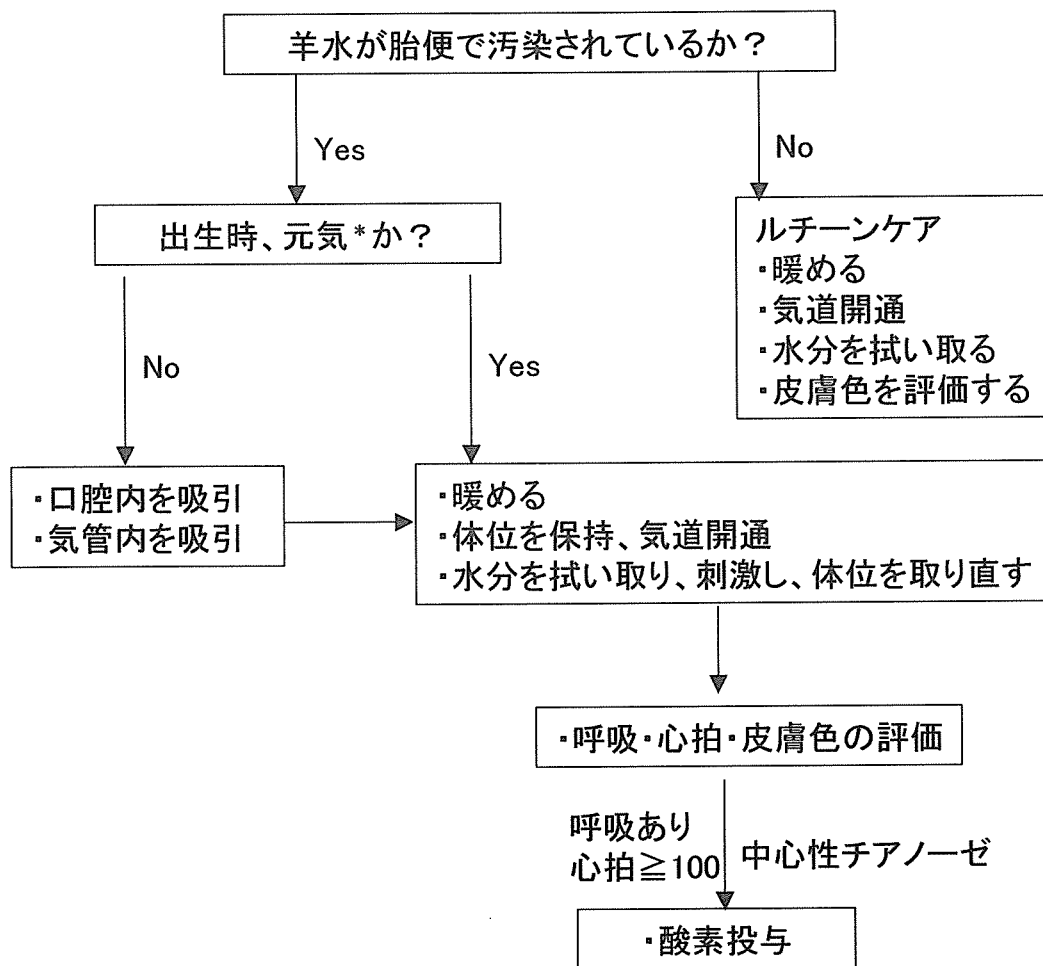 羊水が胎便で汚染されているか？
Yes
No
出生時、元気*か？
ルチーンケア
・暖める
・気道開通
・水分を拭い取る
・皮膚色を評価する
No
Yes
・口腔内を吸引
・気管内を吸引
・暖める
・体位を保持、気道開通
・水分を拭い取り、刺激し、体位を取り直す
・呼吸・心拍・皮膚色の評価
呼吸あり
心拍≧100
中心性チアノーゼ
・酸素投与